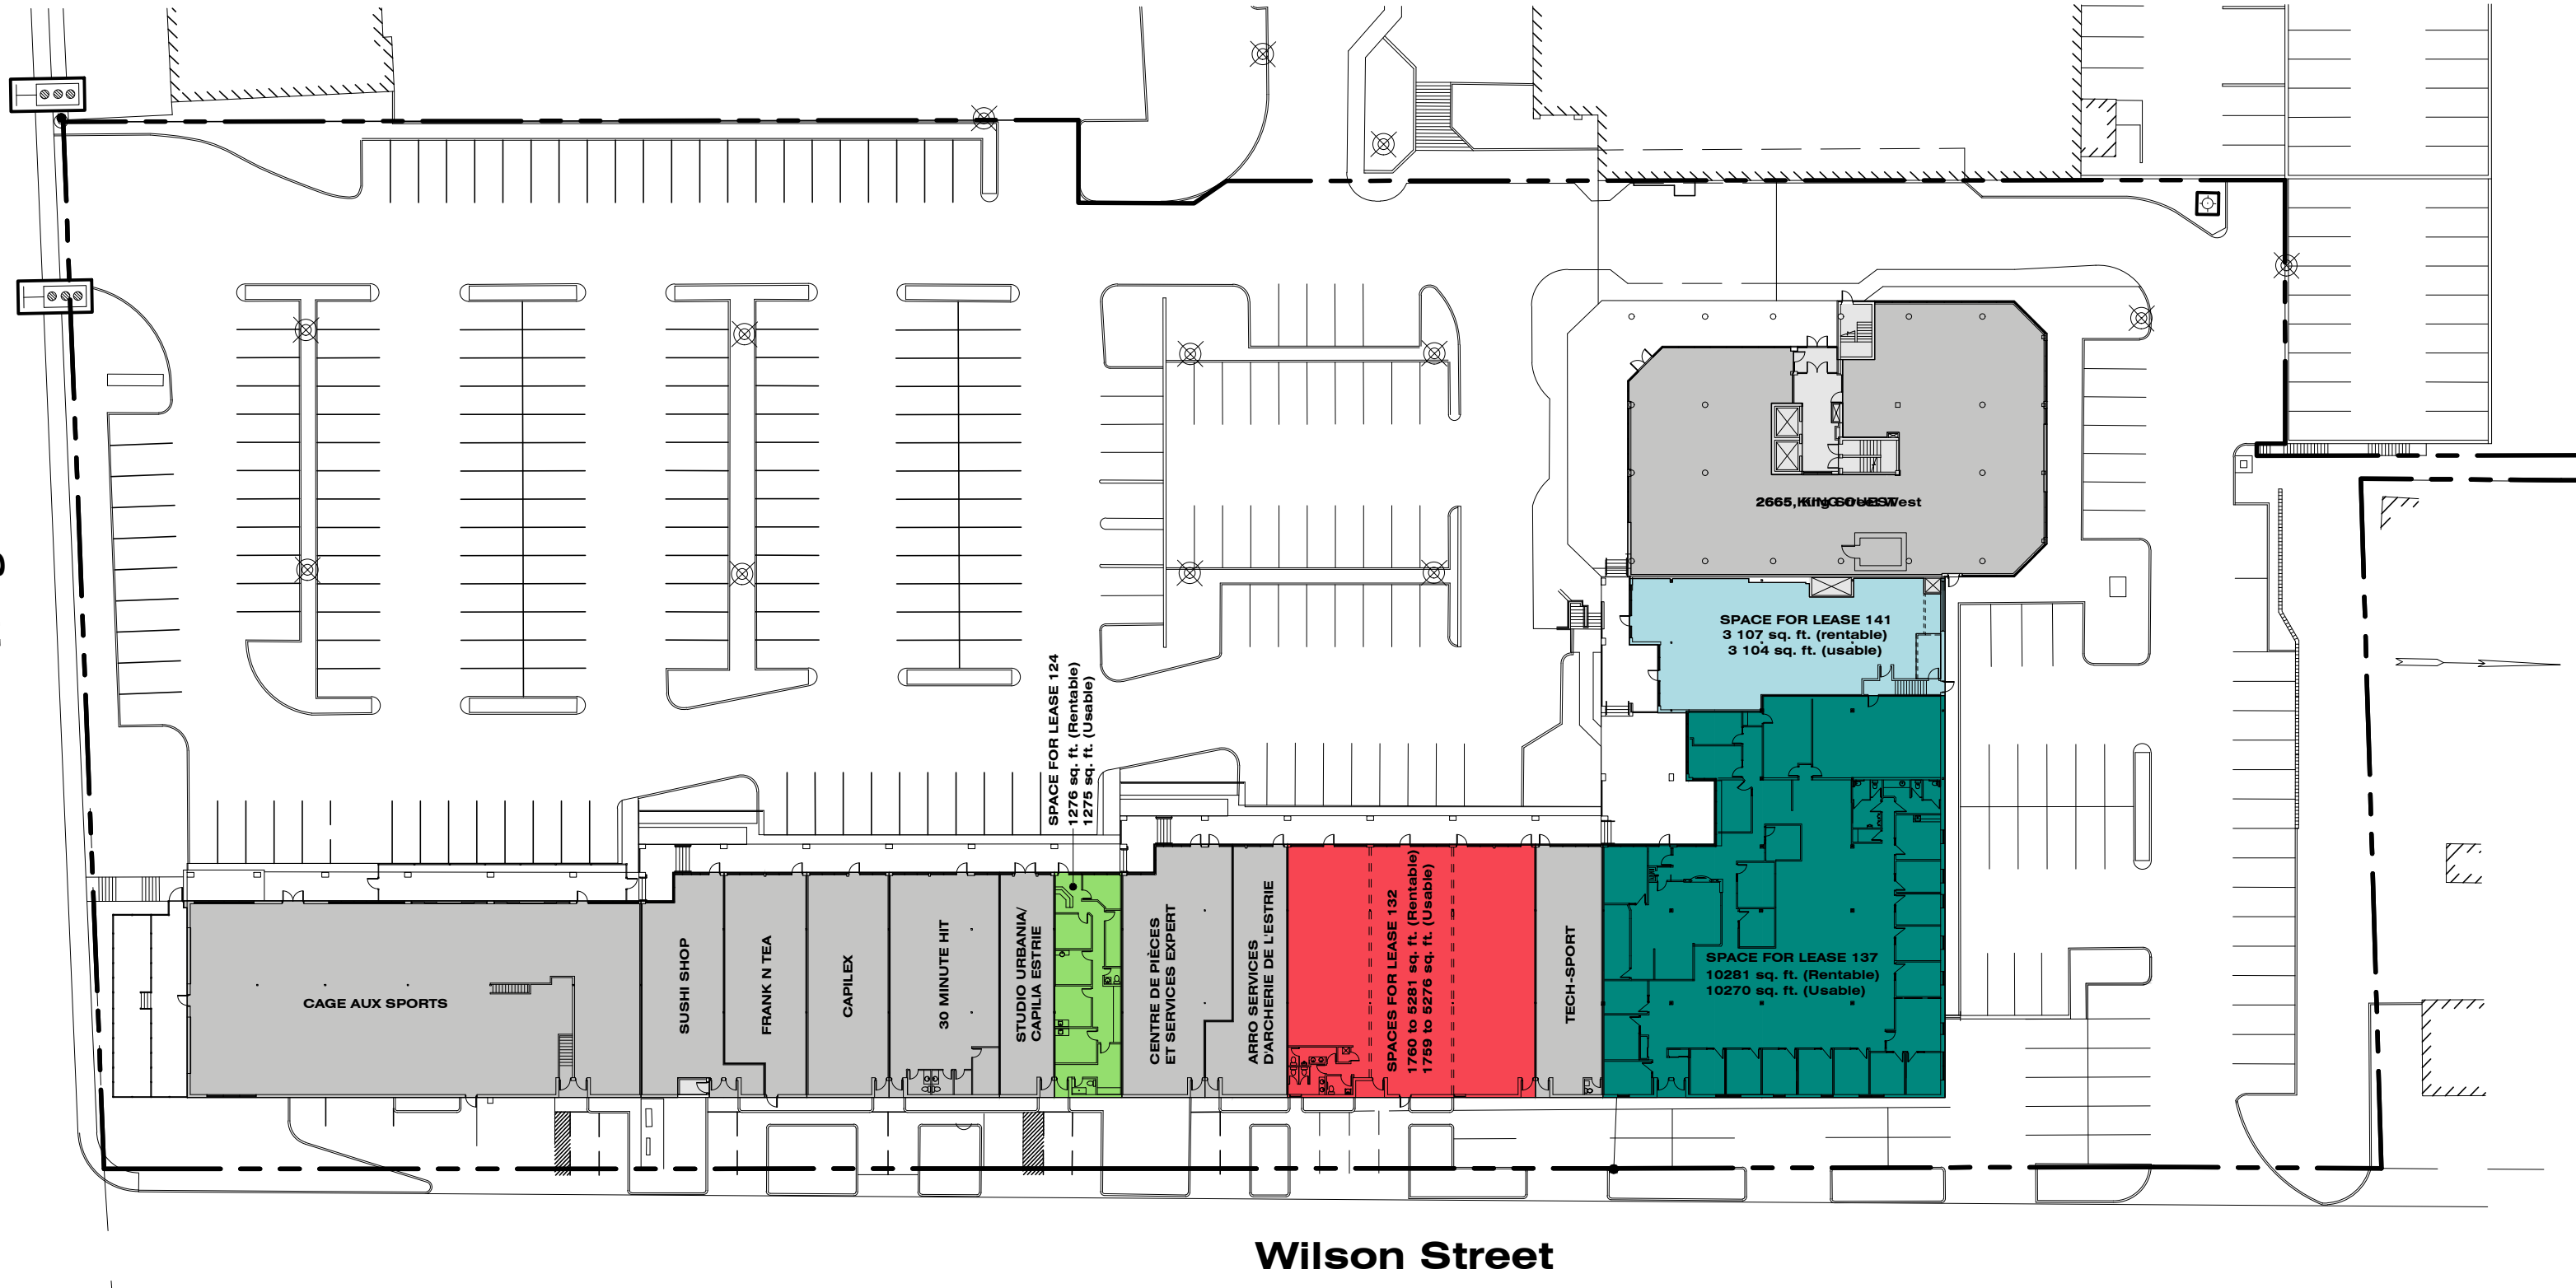 2665,
SPACE FOR LEASE 141
3 107 sq. ft. (rentable)
3 104 sq. ft. (usable)
SPACE FOR LEASE 124
1276 sq. ft. (Rentable)
1275 sq. ft. (Usable)
CAGE AUX SPORTS
SUSHI SHOP
FRANK N TEA
CAPILEX
30 MINUTE HIT
STUDIO URBANIA/
CAPILIA ESTRIE
CENTRE DE PIÈCES
ET SERVICES EXPERT
ARRO SERVICES
D'ARCHERIE DE L'ESTRIE
SPACES FOR LEASE 132
1760 to 5281 sq. ft. (Rentable)
1759 to 5276 sq. ft. (Usable)
TECH-SPORT
SPACE FOR LEASE 137
10281 sq. ft. (Rentable)
10270 sq. ft. (Usable)
Wilson Street